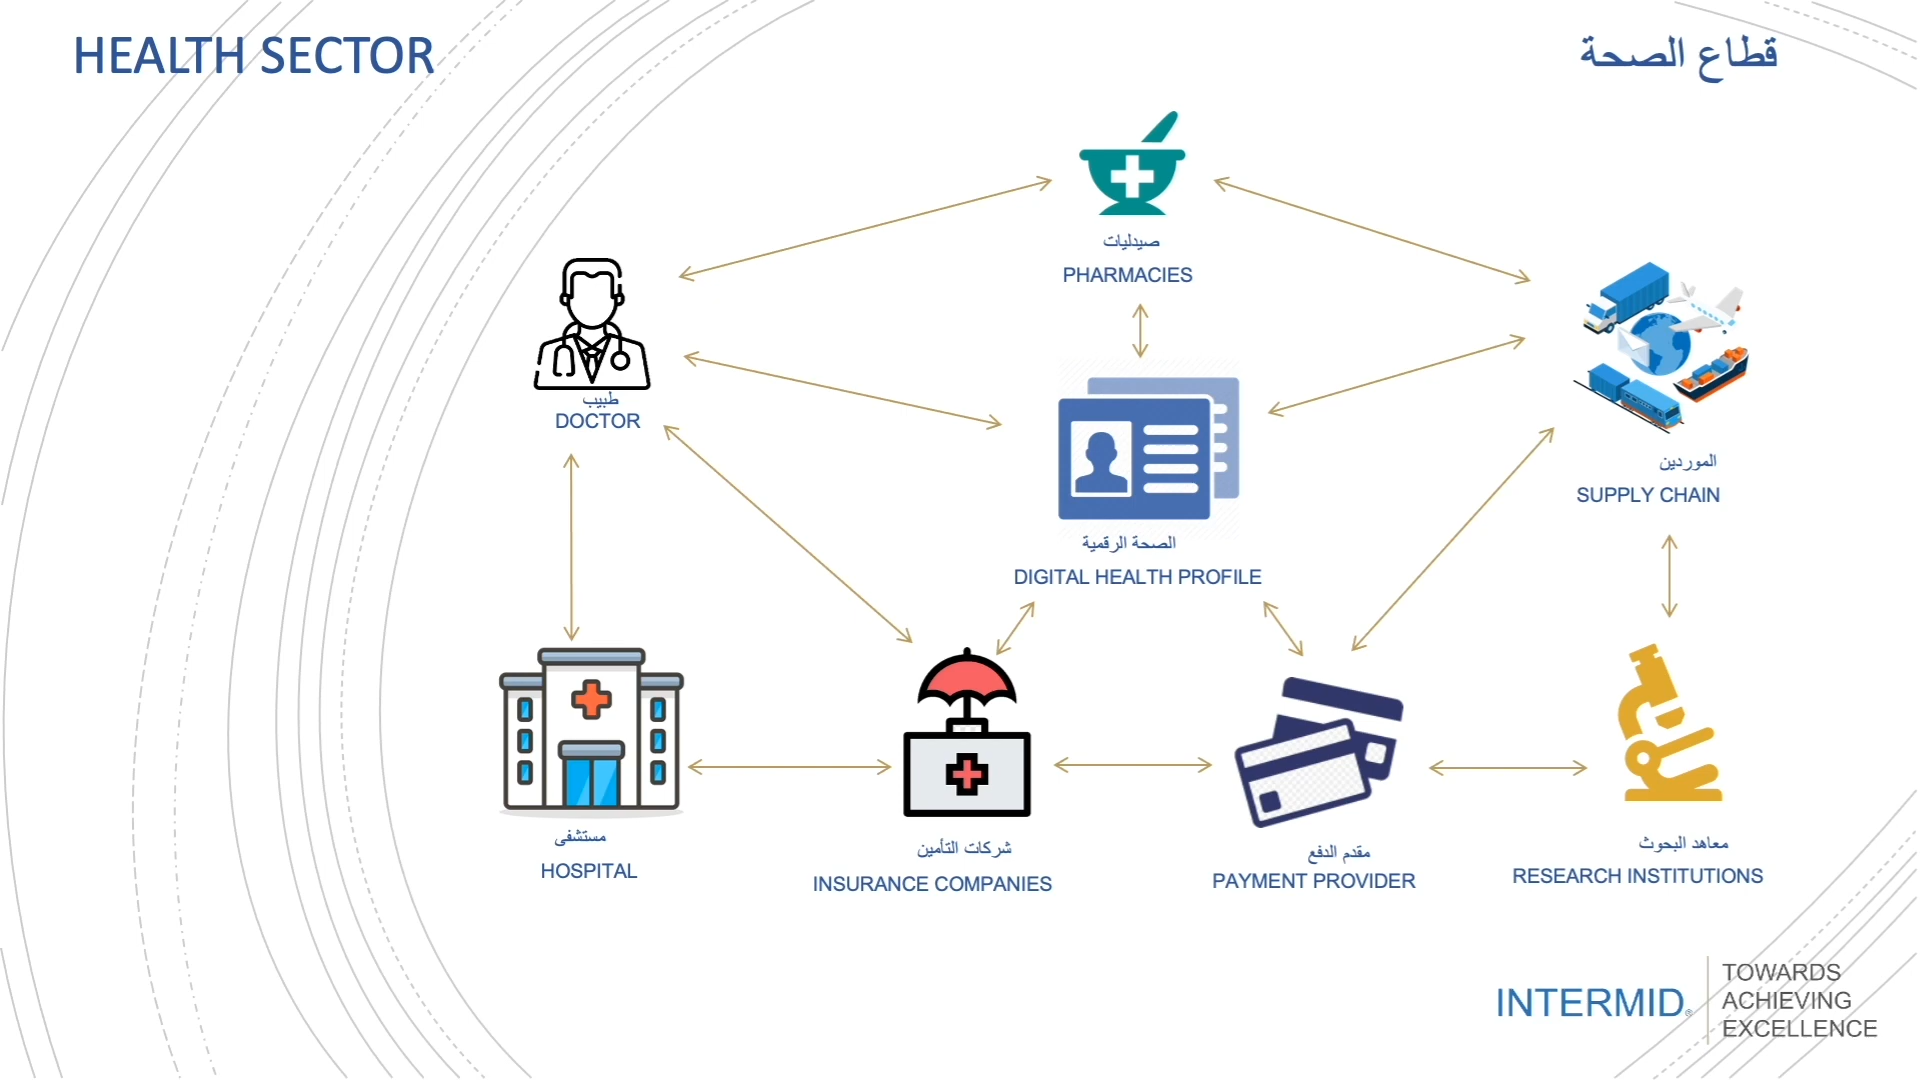 HEALTH SECTOR
قطاع الصحة
صيدليات
PHARMACIES
طبيب
DOCTOR
الموردين
SUPPLY CHAIN
الصحة الرقمية
DIGITAL HEALTH PROFILE
مستشفى
HOSPITAL
شركات التأمين
INSURANCE COMPANIES
مقدم الدفع
PAYMENT PROVIDER
معاهد البحوث
RESEARCH INSTITUTIONS
INTERMID®
TOWARDS
ACHIEVING
EXCELLENCE